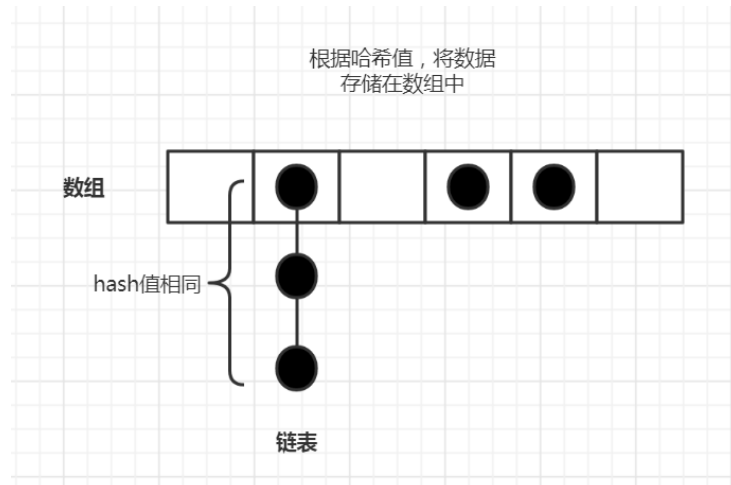 根据哈希值，将数据
存储在数组中
数组
hash值相同
链表